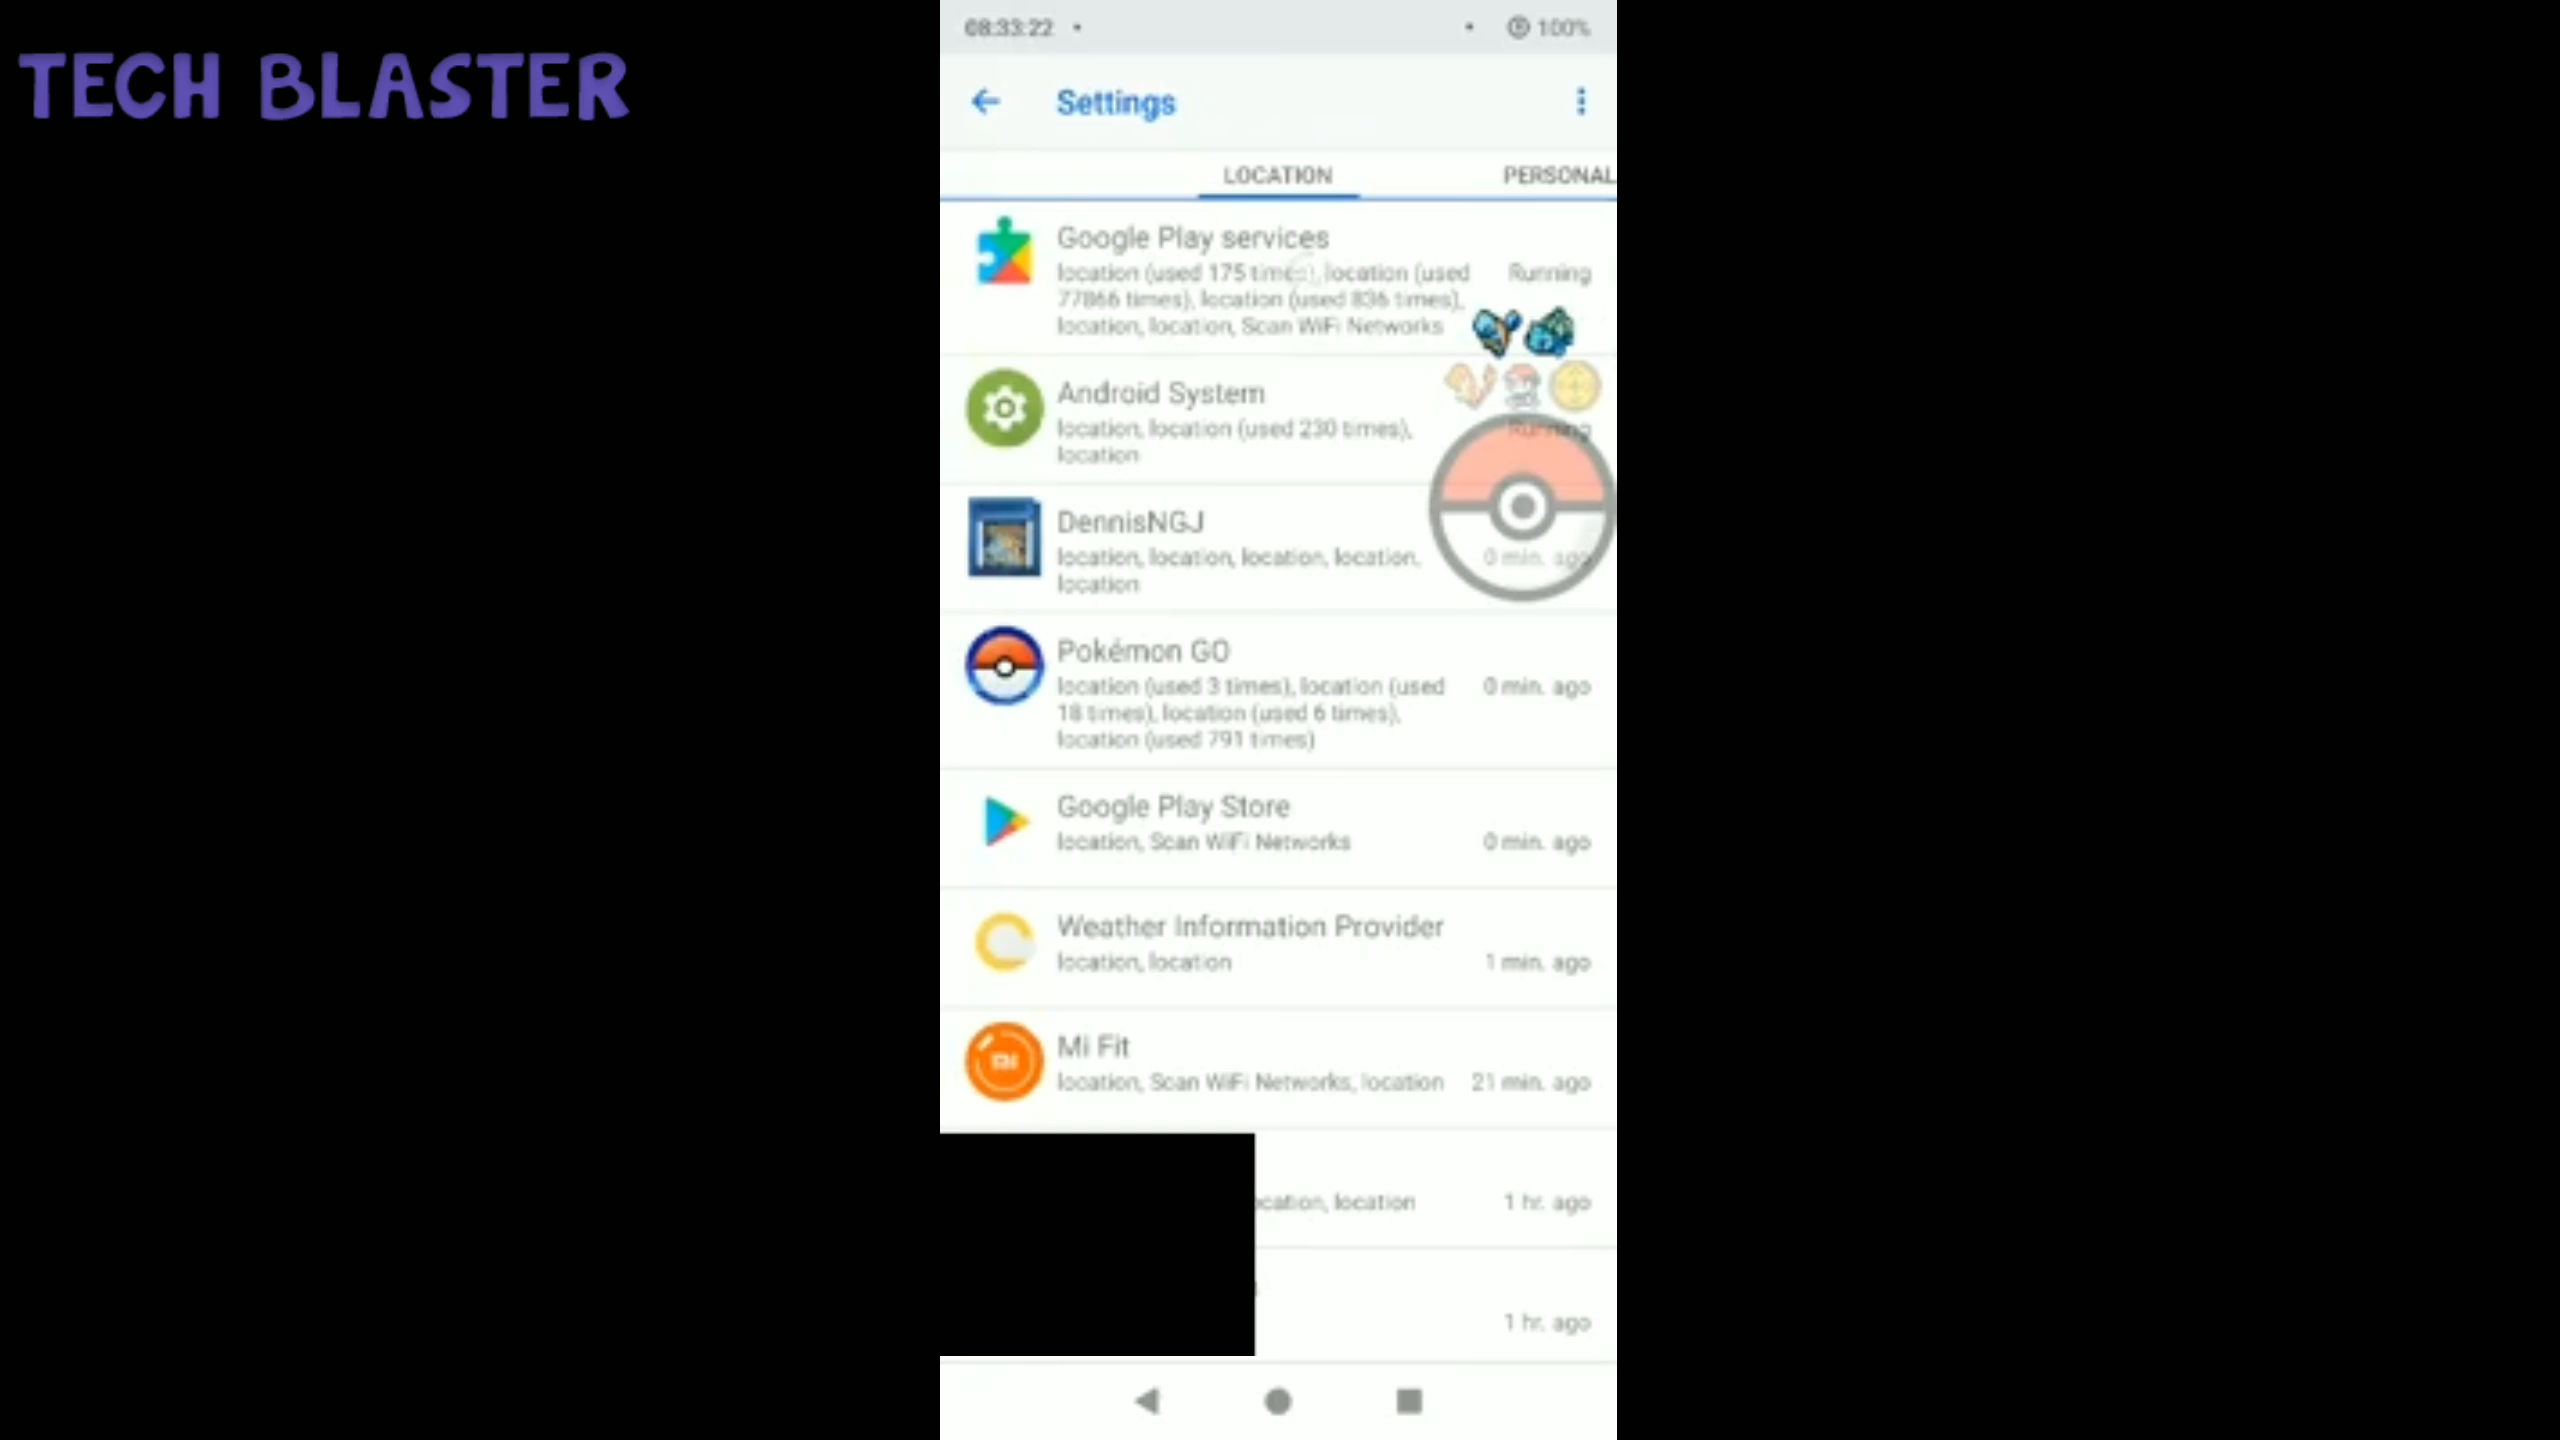 TECH BLASTER
08:33:22
100%
Settings
LOCATION
PERSONAL
Google Play services
location (used 175 times), location (used
77866 times), location (used 836 times),
location, location, Scan WiFi Networks
Running
Android System
location, location (used 230 times),
location
Running
DennisNGJ
location, location, location, location,
location
0 min. ago
Pokémon GO
location (used 3 times), location (used
18 times), location (used 6 times),
location (used 791 times)
0 min. ago
Google Play Store
location, Scan WiFi Networks
0 min. ago
Weather Information Provider
location, location
1 min. ago
Mi Fit
location, Scan WiFi Networks, location
21 min. ago
location
1 hr. ago
1 hr. ago